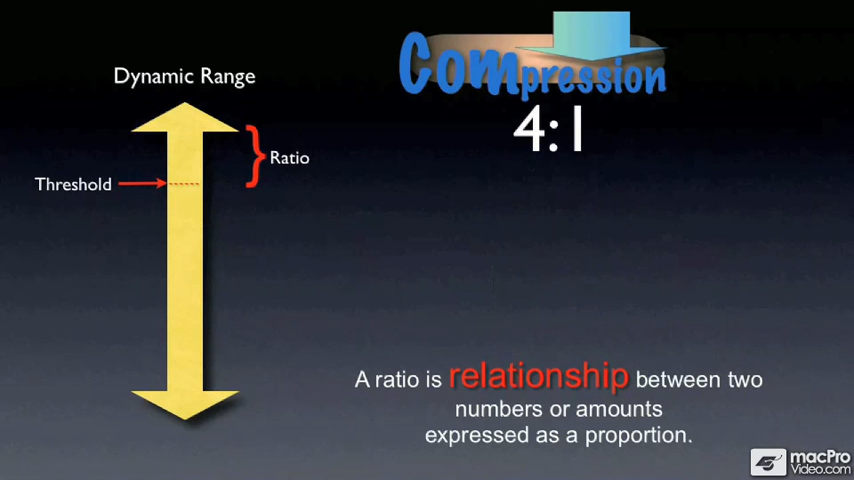 Compression
4:1
Dynamic Range
Ratio
Threshold
A ratio is relationship between two
numbers or amounts
expressed as a proportion.
macPro
Video.com